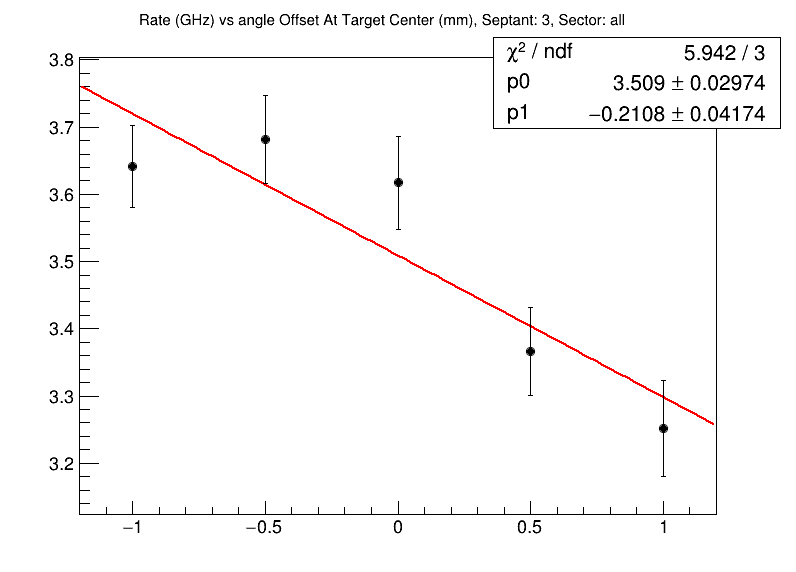 Rate (GHz) vs angle Offset At Target Center (mm), Septant: 3, Sector: all
χ² / ndf 5.942 / 3
p0 3.509 ± 0.02974
p1 −0.2108 ± 0.04174
3.8
3.7
3.6
3.5
3.4
3.3
3.2
−1 −0.5 0 0.5 1